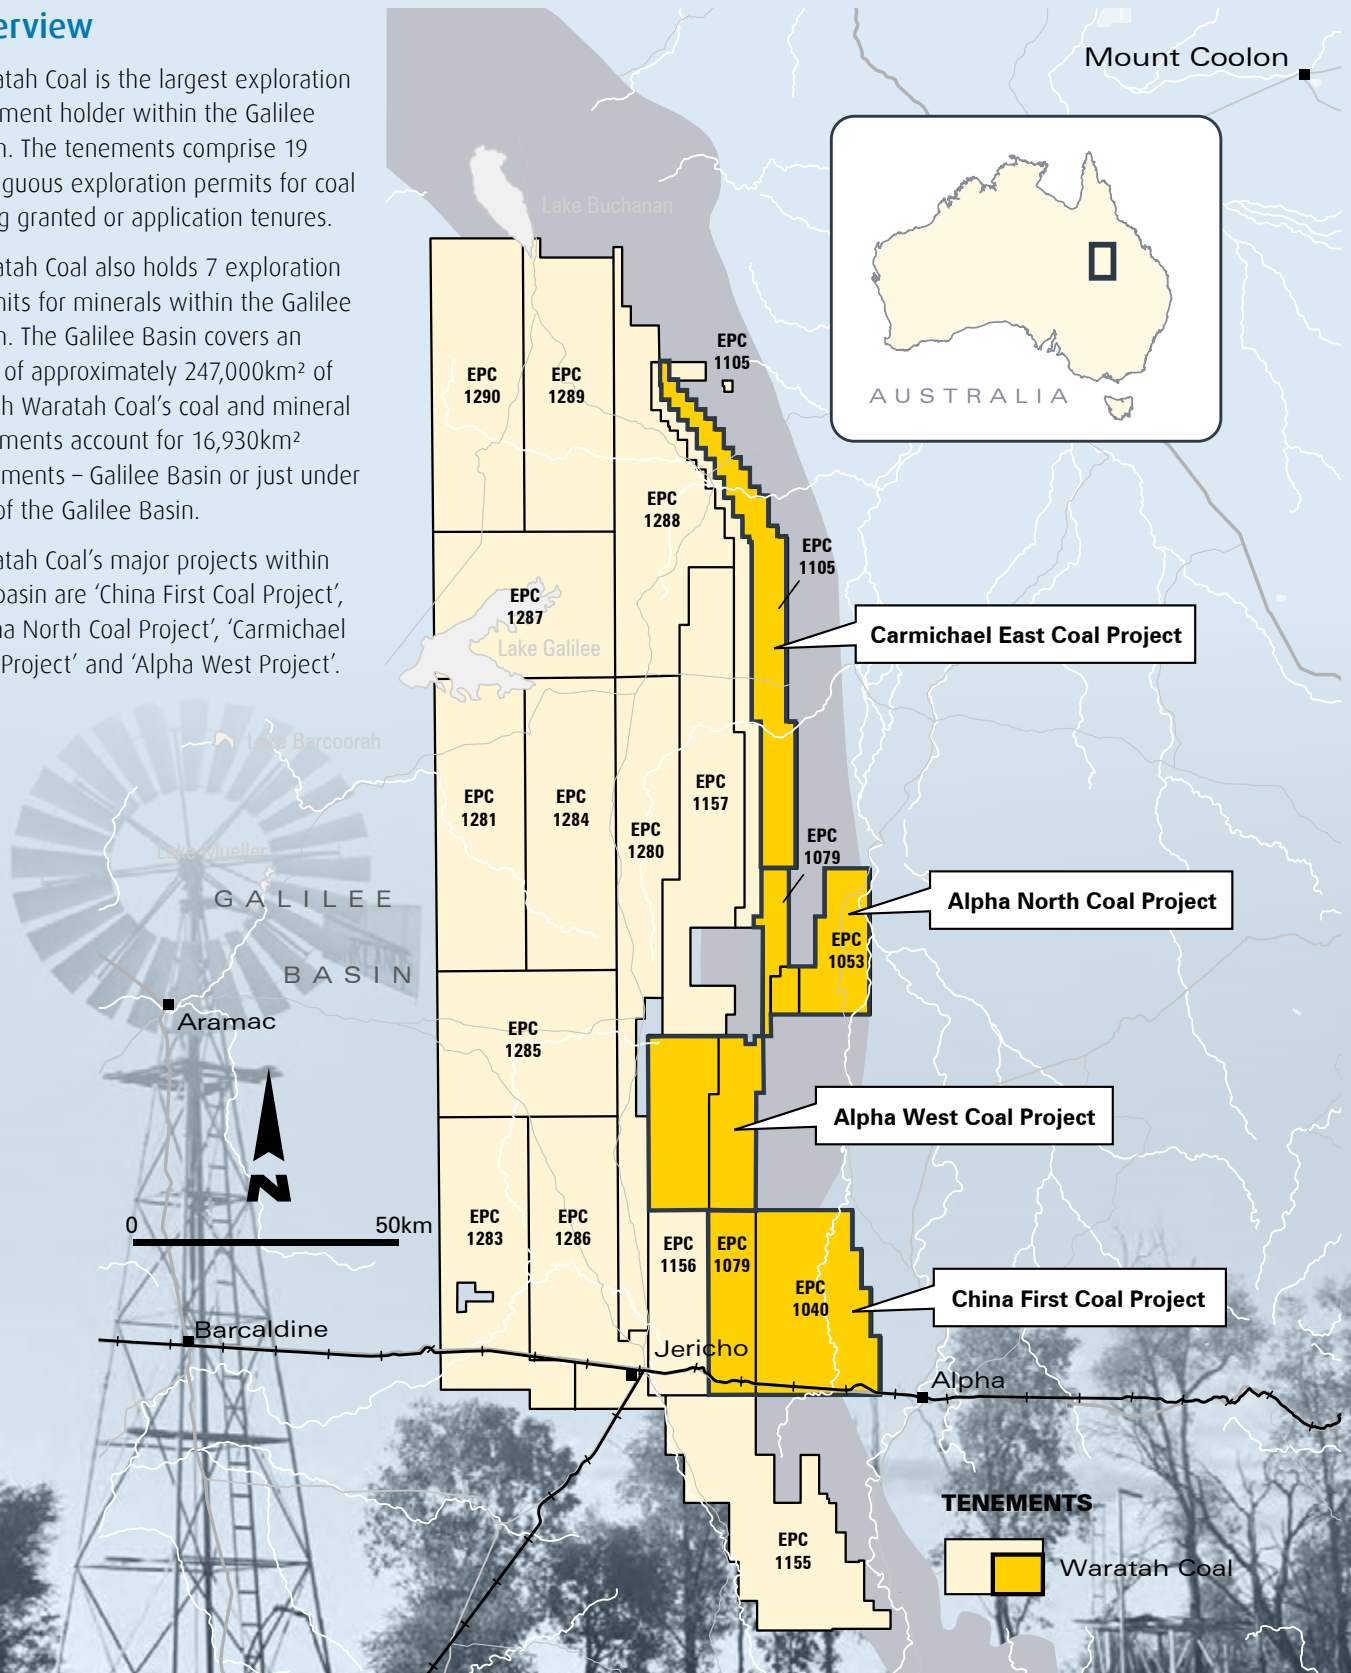 erview
atah Coal is the largest exploration
ment holder within the Galilee
n. The tenements comprise 19
guous exploration permits for coal
g granted or application tenures.
atah Coal also holds 7 exploration
mits for minerals within the Galilee
n. The Galilee Basin covers an
of approximately 247,000km² of
h Waratah Coal's coal and mineral
ments account for 16,930km²
ments – Galilee Basin or just under
of the Galilee Basin.
atah Coal's major projects within
basin are 'China First Coal Project',
na North Coal Project', 'Carmichael
Project' and 'Alpha West Project'.
Mount Coolon
Lake Buchanan
AUSTRALIA
EPC
1105
EPC
1290
EPC
1289
EPC
1288
EPC
1105
EPC
1287
Lake Galilee
Carmichael East Coal Project
Lake Barcoorah
EPC
1281
EPC
1284
EPC
1280
EPC
1157
EPC
1079
Lake Mueller
GALILEE
BASIN
Alpha North Coal Project
EPC
1053
Aramac
EPC
1285
Alpha West Coal Project
N
0 50km
EPC
1283
EPC
1286
EPC
1156
EPC
1079
EPC
1040
China First Coal Project
Barcaldine
Jericho
Alpha
EPC
1155
TENEMENTS
Waratah Coal